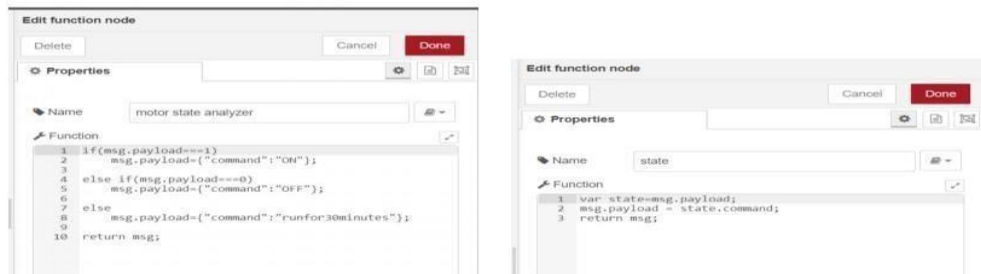 Edit function node
Delete Cancel Done
Properties
Name motor state analyzer
Function
1 if(msg.payload===1)
2 msg.payload={"command":"ON"};
3
4 else if(msg.payload===0)
5 msg.payload={"command":"OFF"};
6
7 else
8 msg.payload={"command":"runfor30minutes"};
9
10 return msg;
Edit function node
Delete Cancel Done
Properties
Name state
Function
1 var state=msg.payload;
2 msg.payload = state.command;
3 return msg;